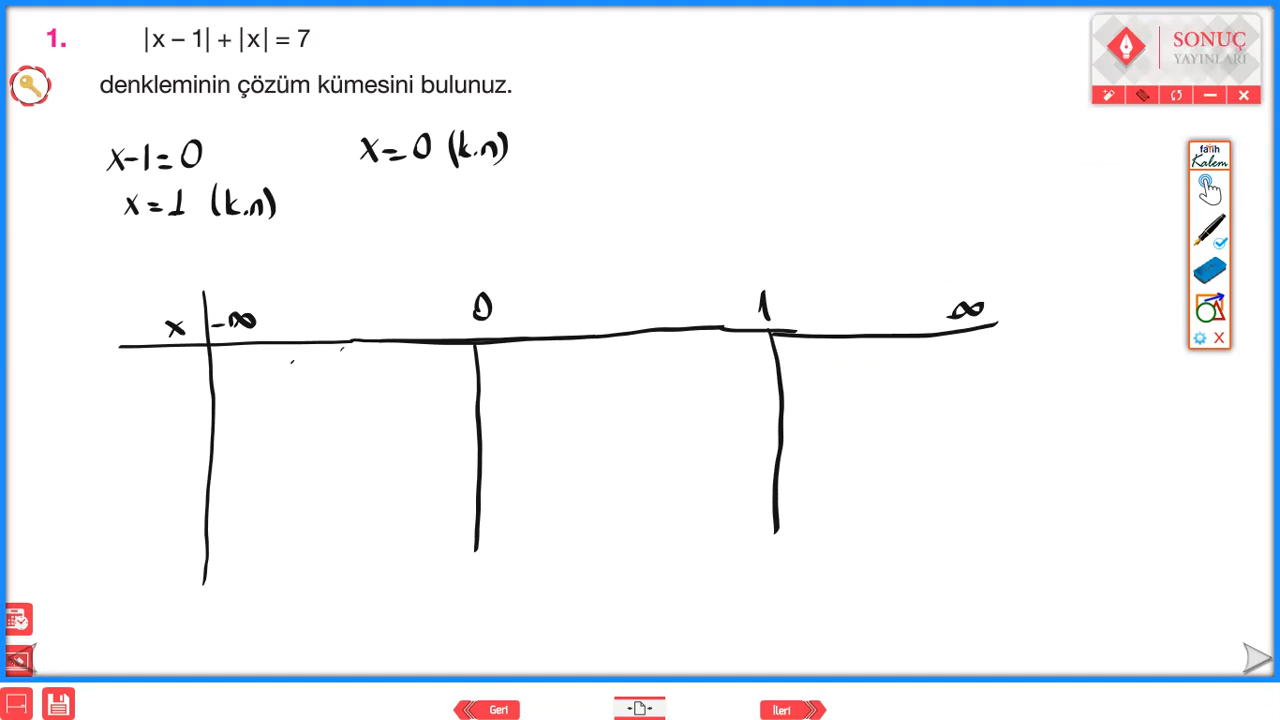 1. |x – 1| + |x| = 7
SONUÇ
YAYINLARI
denkleminin çözüm kümesini bulunuz.
x-1=0 x=0 (k.n)
x=1 (k.n)
fatih
Kalem
x -∞ 0 1 ∞
Geri İleri